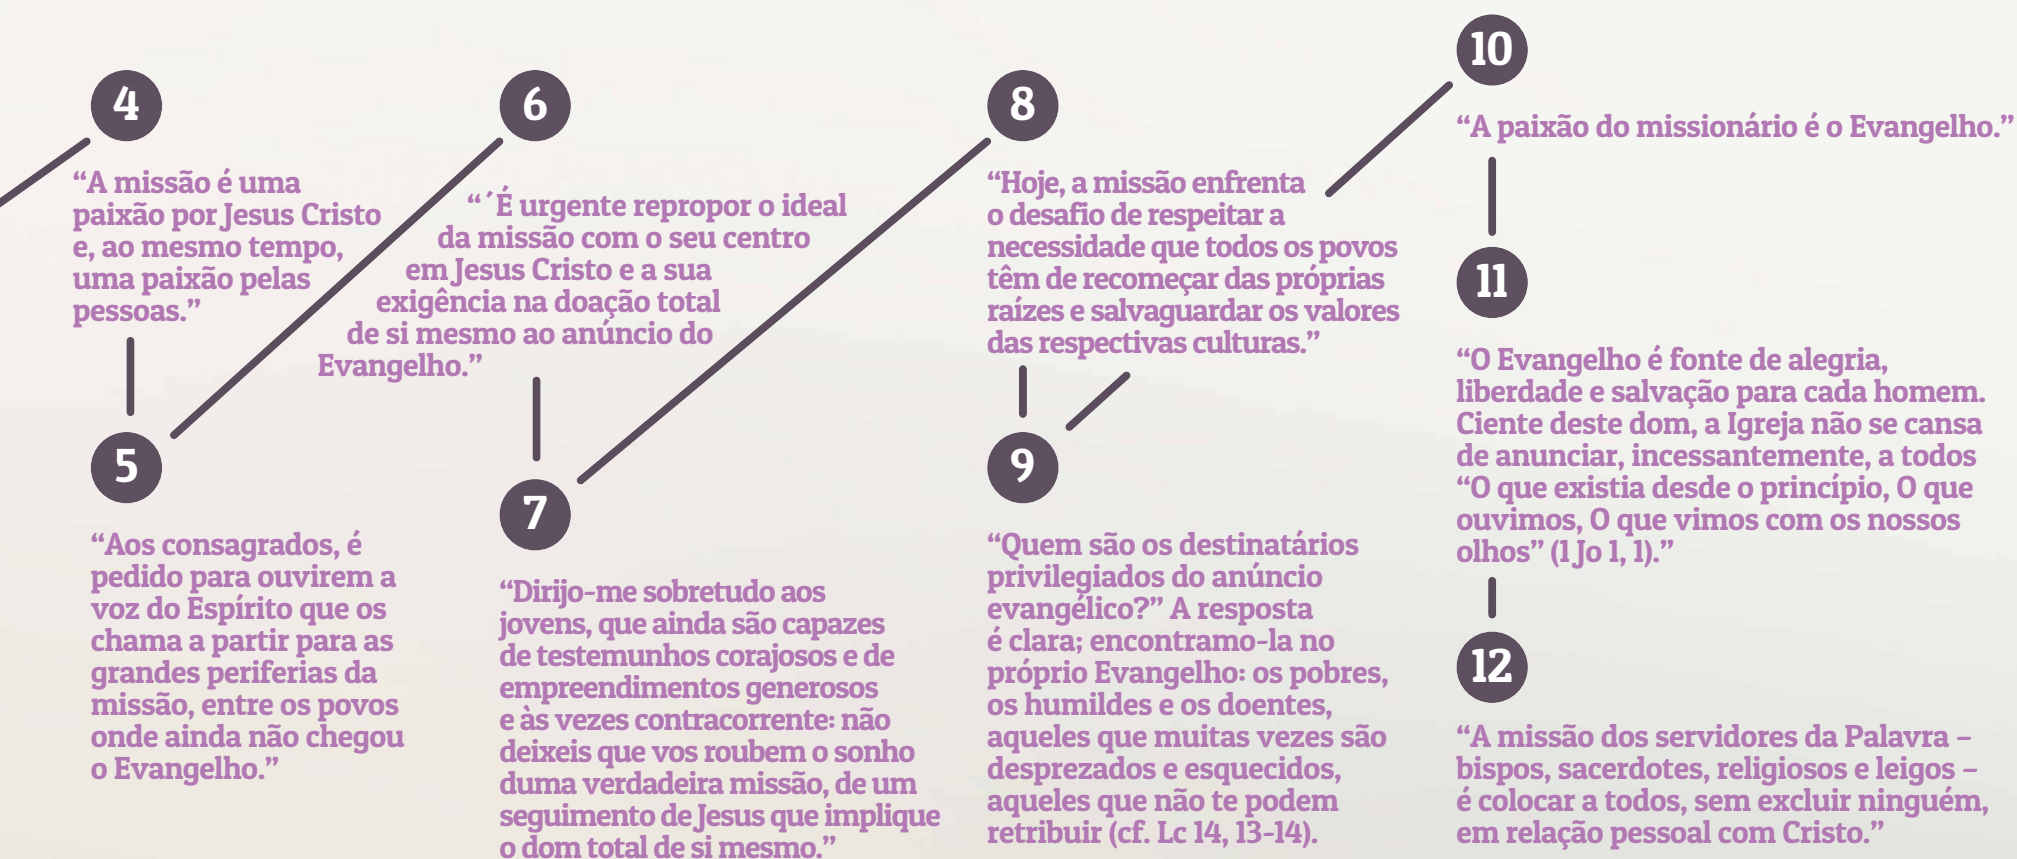 4
“A missão é uma
paixão por Jesus Cristo
e, ao mesmo tempo,
uma paixão pelas
pessoas.”
5
“Aos consagrados, é
pedido para ouvirem a
voz do Espírito que os
chama a partir para as
grandes periferias da
missão, entre os povos
onde ainda não chegou
o Evangelho.”
6
“´É urgente repropor o ideal
da missão com o seu centro
em Jesus Cristo e a sua
exigência na doação total
de si mesmo ao anúncio do
Evangelho.”
7
“Dirijo-me sobretudo aos
jovens, que ainda são capazes
de testemunhos corajosos e de
empreendimentos generosos
e às vezes contracorrente: não
deixeis que vos roubem o sonho
duma verdadeira missão, de um
seguimento de Jesus que implique
o dom total de si mesmo.”
8
“Hoje, a missão enfrenta
o desafio de respeitar a
necessidade que todos os povos
têm de recomeçar das próprias
raízes e salvaguardar os valores
das respectivas culturas.”
9
“Quem são os destinatários
privilegiados do anúncio
evangélico?” A resposta
é clara; encontramo-la no
próprio Evangelho: os pobres,
os humildes e os doentes,
aqueles que muitas vezes são
desprezados e esquecidos,
aqueles que não te podem
retribuir (cf. Lc 14, 13-14).
10
“A paixão do missionário é o Evangelho.”
11
“O Evangelho é fonte de alegria,
liberdade e salvação para cada homem.
Ciente deste dom, a Igreja não se cansa
de anunciar, incessantemente, a todos
“O que existia desde o princípio, O que
ouvimos, O que vimos com os nossos
olhos” (1 Jo 1, 1).”
12
“A missão dos servidores da Palavra –
bispos, sacerdotes, religiosos e leigos –
é colocar a todos, sem excluir ninguém,
em relação pessoal com Cristo.”